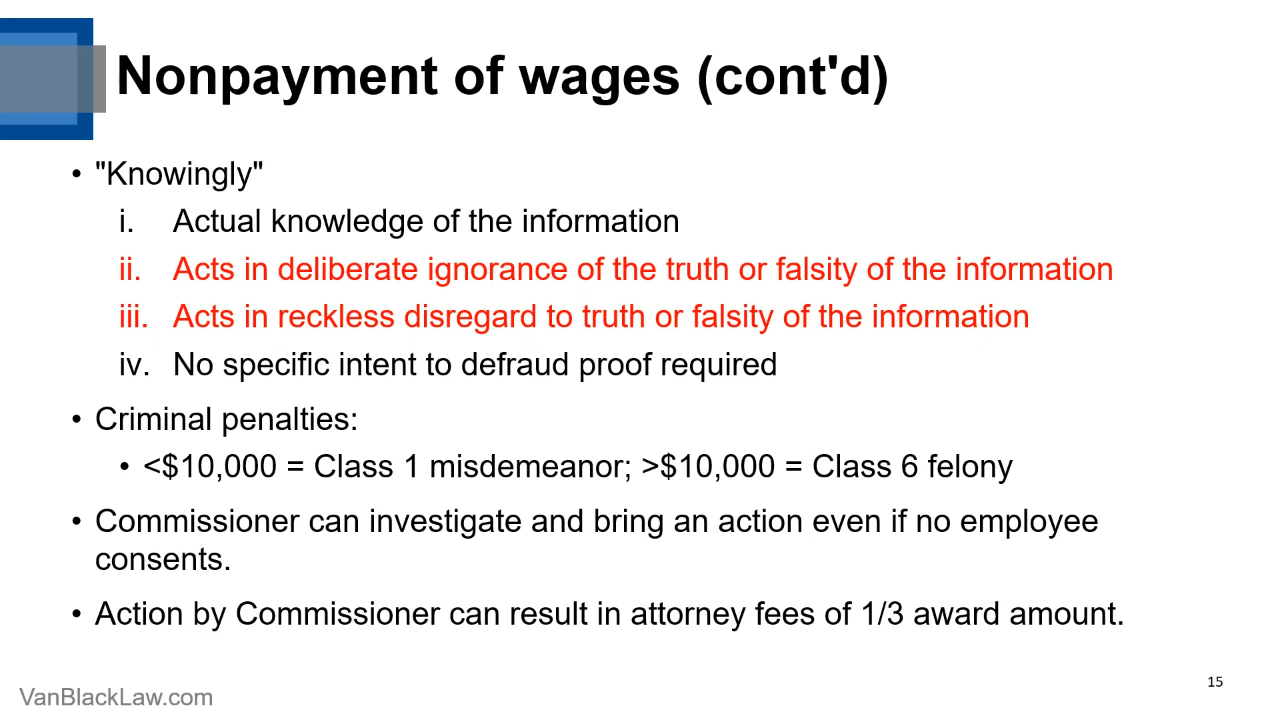 Nonpayment of wages (cont'd)
• "Knowingly"
i. Actual knowledge of the information
ii. Acts in deliberate ignorance of the truth or falsity of the information
iii. Acts in reckless disregard to truth or falsity of the information
iv. No specific intent to defraud proof required
• Criminal penalties:
• <$10,000 = Class 1 misdemeanor; >$10,000 = Class 6 felony
• Commissioner can investigate and bring an action even if no employee
consents.
• Action by Commissioner can result in attorney fees of 1/3 award amount.
15
VanBlackLaw.com